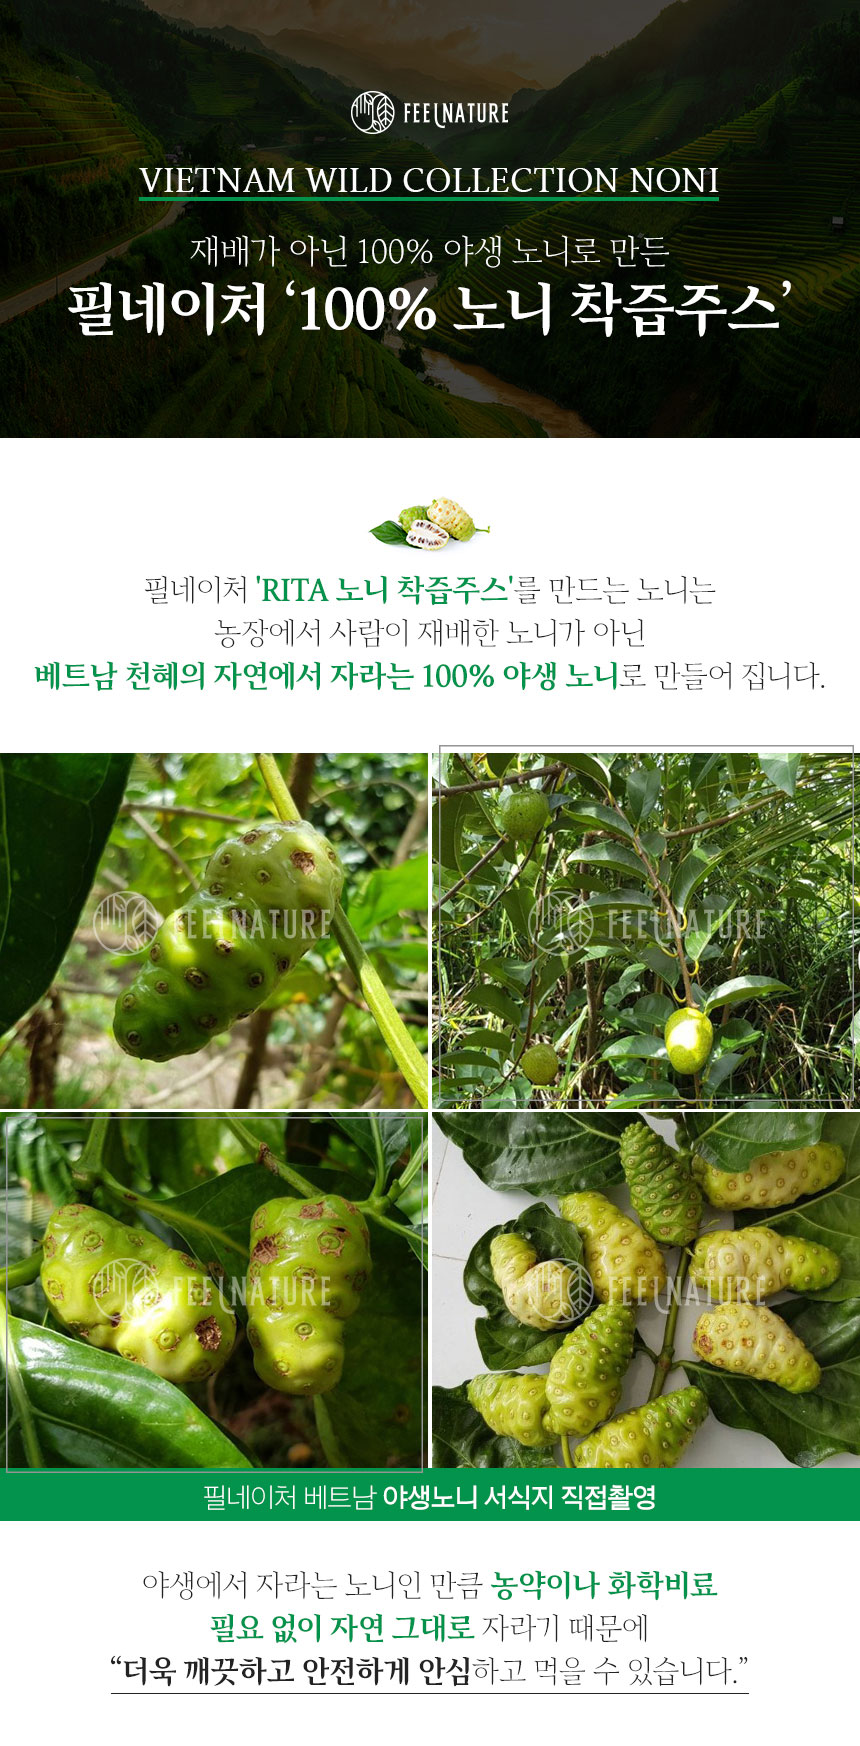 FEELNATURE
VIETNAM WILD COLLECTION NONI
재배가 아닌 100% 야생 노니로 만든
필네이처 ‘100% 노니 착즙주스’
필네이처 'RITA 노니 착즙주스'를 만드는 노니는
농장에서 사람이 재배한 노니가 아닌
베트남 천혜의 자연에서 자라는 100% 야생 노니로 만들어 집니다.
FEELNATURE
FEELNATURE
FEELNATURE
FEELNATURE
필네이처 베트남 야생노니 서식지 직접촬영
야생에서 자라는 노니인 만큼 농약이나 화학비료
필요 없이 자연 그대로 자라기 때문에
“더욱 깨끗하고 안전하게 안심하고 먹을 수 있습니다.”